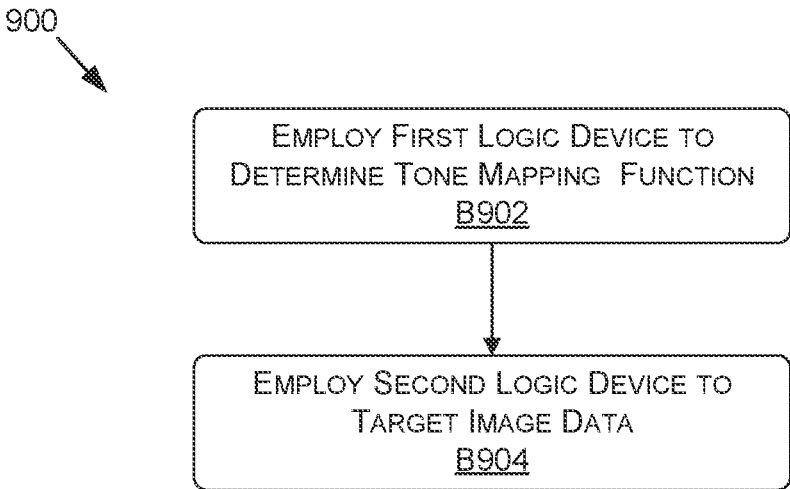 900
EMPLOY FIRST LOGIC DEVICE TO
DETERMINE TONE MAPPING FUNCTION
B902
EMPLOY SECOND LOGIC DEVICE TO
TARGET IMAGE DATA
B904